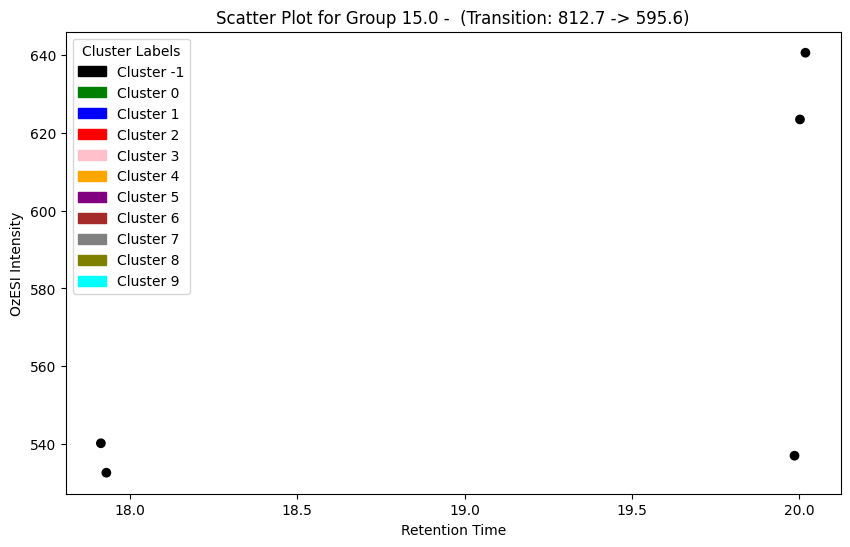 Scatter Plot for Group 15.0 -  (Transition: 812.7 -> 595.6)
Cluster Labels
Cluster -1
Cluster 0
Cluster 1
Cluster 2
Cluster 3
Cluster 4
Cluster 5
Cluster 6
Cluster 7
Cluster 8
Cluster 9
OzESI Intensity
640
620
600
580
560
540
18.0
18.5
19.0
19.5
20.0
Retention Time